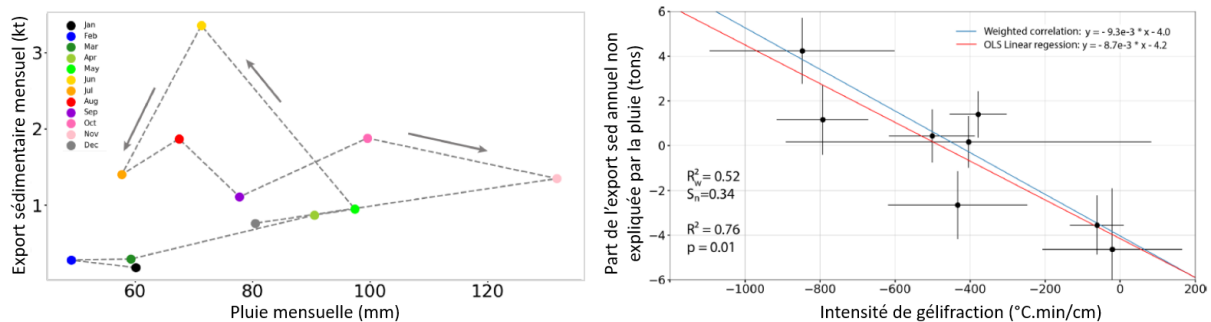 Export sédimentaire mensuel (kt)
3
2
1
Jan
Feb
Mar
Apr
May
Jun
Jul
Aug
Sep
Oct
Nov
Dec
60
80
100
120
Pluie mensuelle (mm)
Part de l'export sed annuel non
expliquée par la pluie (tons)
6
4
2
0
−2
−4
−6
Weighted correlation: y = - 9.3e-3 * x - 4.0
OLS Linear regession: y = - 8.7e-3 * x - 4.2
R²w = 0.52
Sn=0.34
R² = 0.76
p = 0.01
−1000
−800
−600
−400
−200
0
200
Intensité de gélifraction (°C.min/cm)